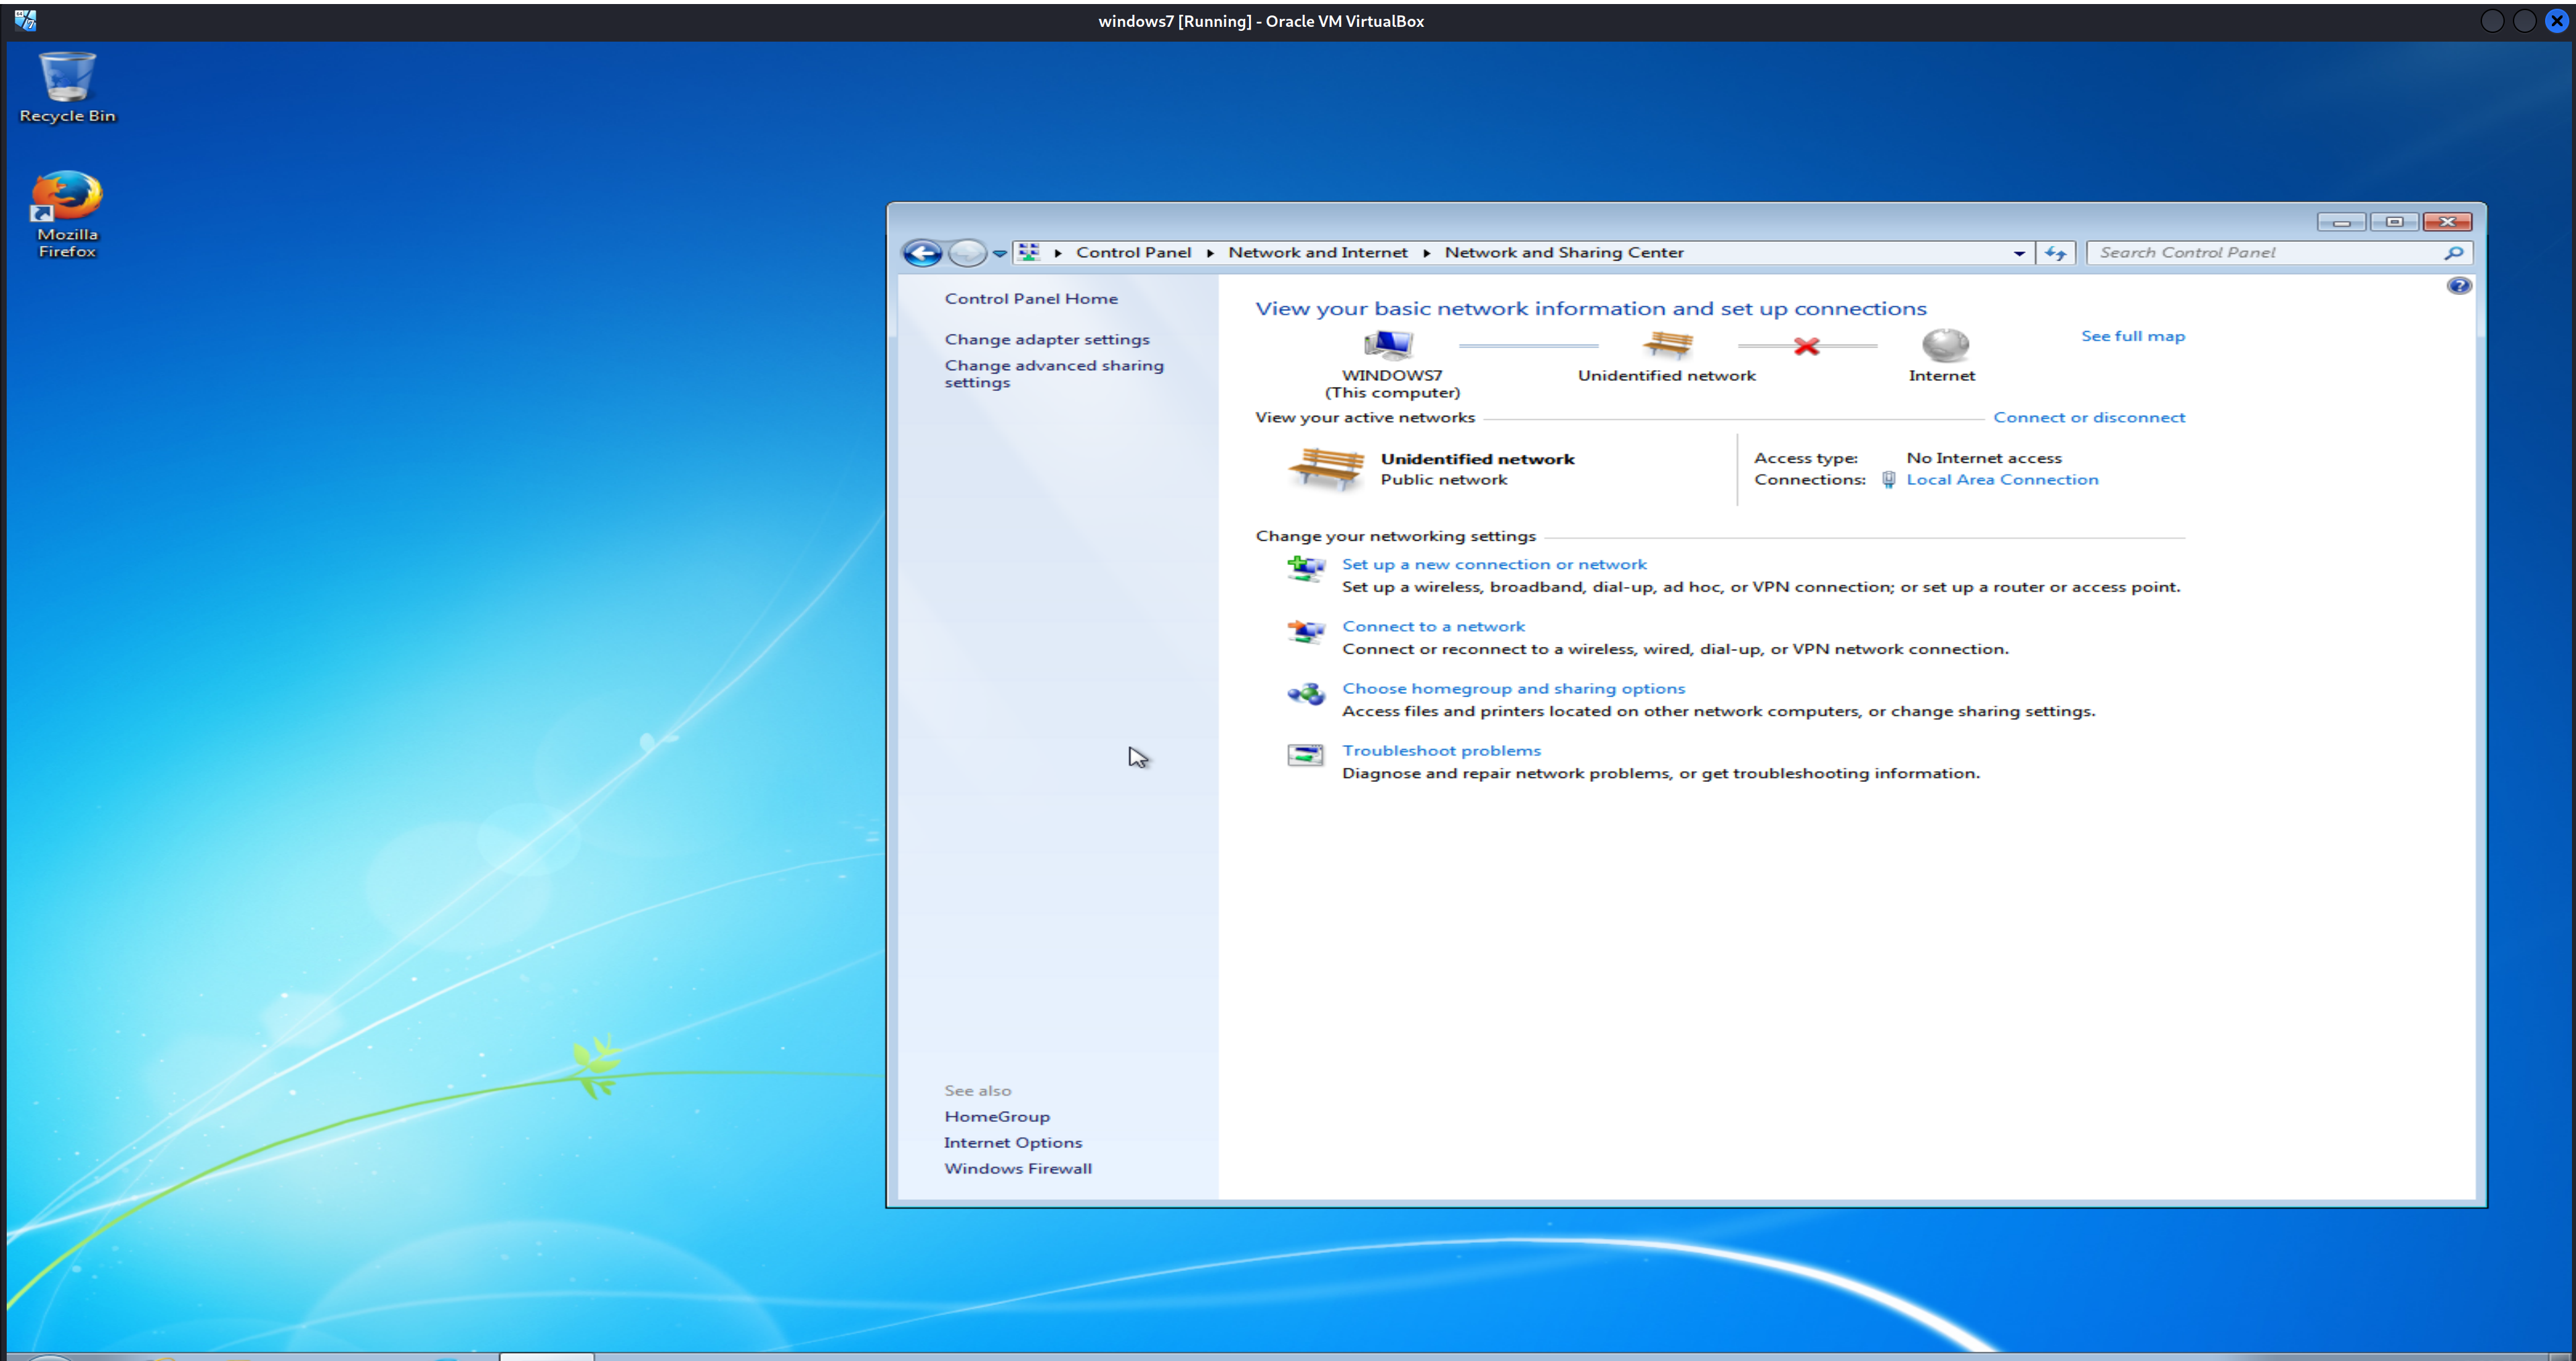 windows7 [Running] - Oracle VM VirtualBox
Recycle Bin
Mozilla
Firefox
Control Panel
Network and Internet
Network and Sharing Center
Search Control Panel
Control Panel Home
Change adapter settings
Change advanced sharing
settings
View your basic network information and set up connections
See full map
WINDOWS7
(This computer)
Unidentified network
Internet
View your active networks
Connect or disconnect
Unidentified network
Public network
Access type:
No Internet access
Connections:
Local Area Connection
Change your networking settings
Set up a new connection or network
Set up a wireless, broadband, dial-up, ad hoc, or VPN connection; or set up a router or access point.
Connect to a network
Connect or reconnect to a wireless, wired, dial-up, or VPN network connection.
Choose homegroup and sharing options
Access files and printers located on other network computers, or change sharing settings.
Troubleshoot problems
Diagnose and repair network problems, or get troubleshooting information.
See also
HomeGroup
Internet Options
Windows Firewall